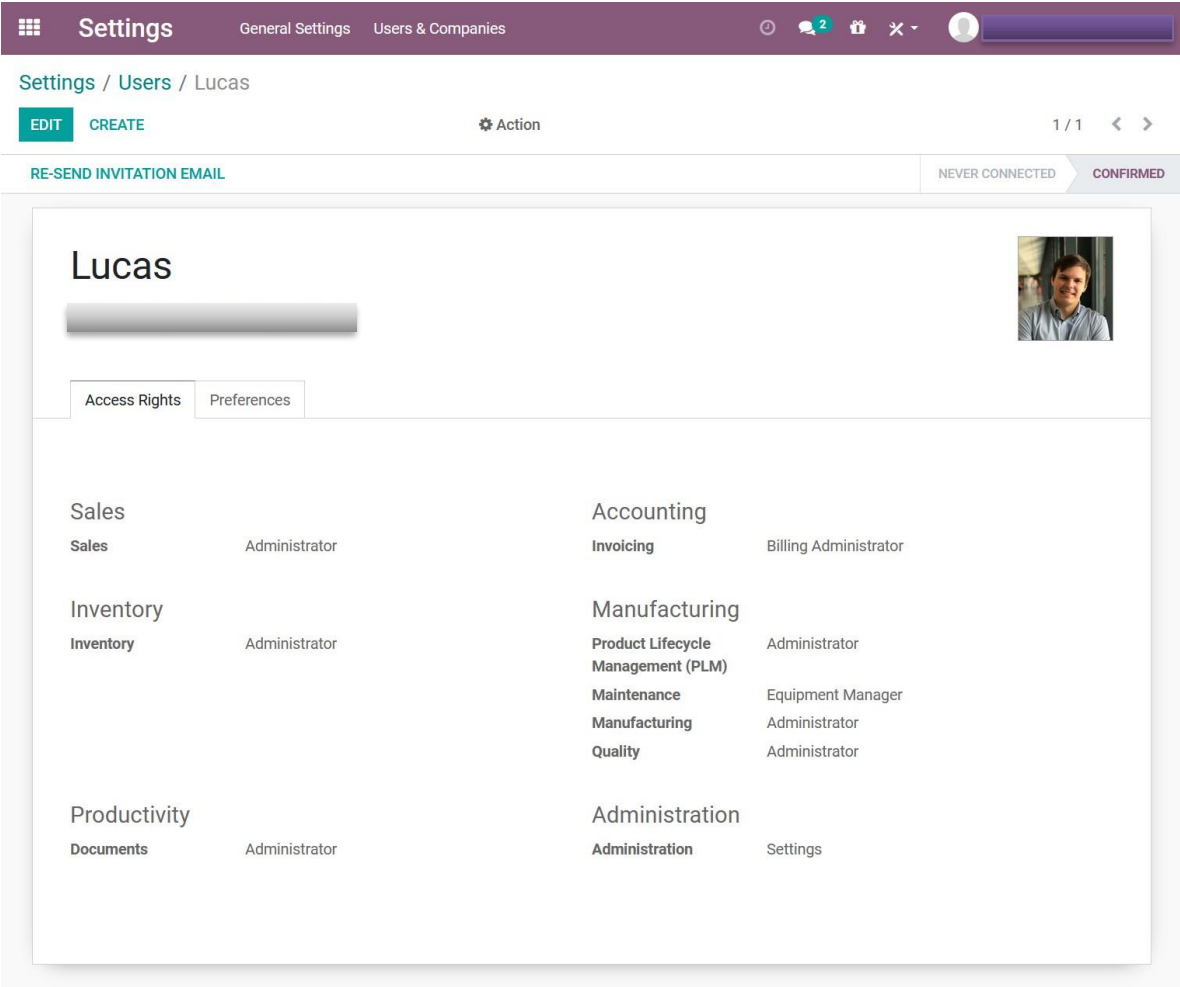 Settings General Settings Users & Companies 2
Settings / Users / Lucas
EDIT CREATE Action 1 / 1
RE-SEND INVITATION EMAIL NEVER CONNECTED CONFIRMED
Lucas
Access Rights Preferences
Sales Accounting
Sales Administrator Invoicing Billing Administrator
Inventory Manufacturing
Inventory Administrator Product Lifecycle Administrator
Management (PLM)
Maintenance Equipment Manager
Manufacturing Administrator
Quality Administrator
Productivity Administration
Documents Administrator Administration Settings